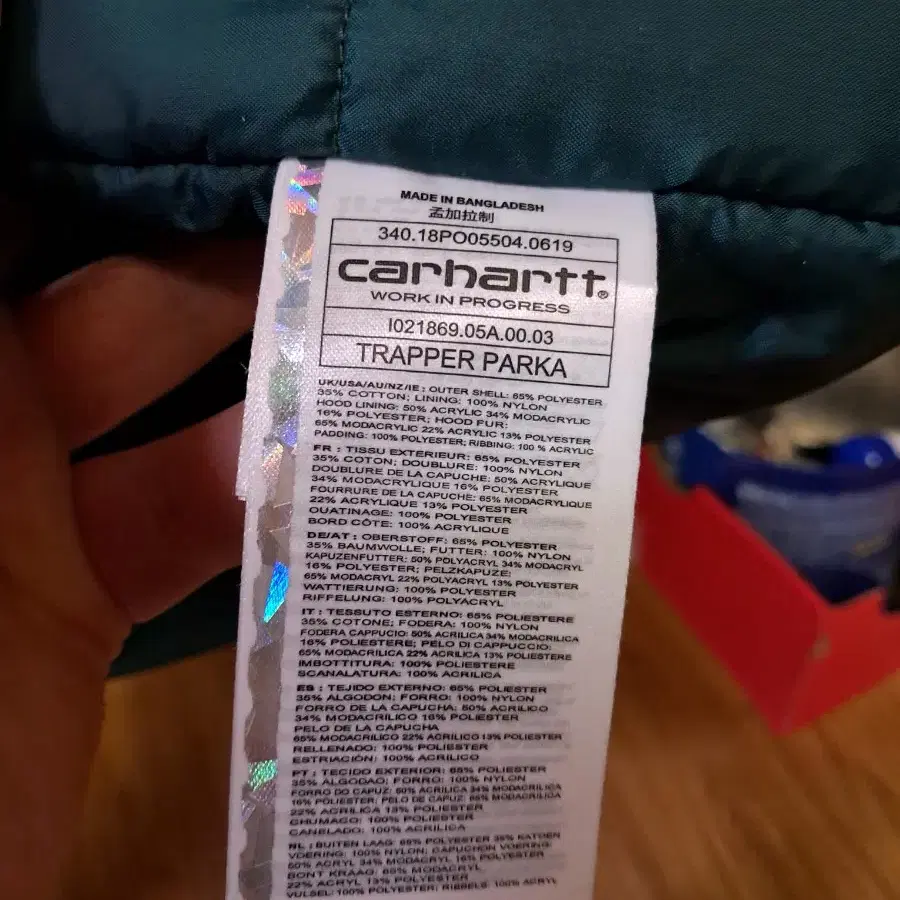 MADE IN BANGLADESH
孟加拉制
340.18PO05504.0619
carhartt®
WORK IN PROGRESS
I021869.05A.00.03
TRAPPER PARKA
UK/USA/AU/NZ/IE : OUTER SHELL: 65% POLYESTER
35% COTTON; LINING: 100% NYLON
HOOD LINING: 50% ACRYLIC 34% MODACRYLIC
16% POLYESTER; HOOD FUR:
65% MODACRYLIC 22% ACRYLIC 13% POLYESTER
PADDING: 100% POLYESTER; RIBBING: 100 % ACRYLIC
FR : TISSU EXTERIEUR: 65% POLYESTER
35% COTON; DOUBLURE: 100% NYLON
DOUBLURE DE LA CAPUCHE: 50% ACRYLIQUE
34% MODACRYLIQUE 16% POLYESTER
FOURRURE DE LA CAPUCHE: 65% MODACRYLIQUE
22% ACRYLIQUE 13% POLYESTER
OUATINAGE: 100% POLYESTER
BORD CÔTE: 100% ACRYLIQUE
DE/AT : OBERSTOFF: 65% POLYESTER
35% BAUMWOLLE; FUTTER: 100% NYLON
KAPUZENFUTTER: 50% POLYACRYL 34% MODACRYL
16% POLYESTER; PELZKAPUZE:
65% MODACRYL 22% POLYACRYL 13% POLYESTER
WATTIERUNG: 100% POLYESTER
RIFFELUNG: 100% POLYACRYL
IT : TESSUTO ESTERNO: 65% POLIESTERE
35% COTONE; FODERA: 100% NYLON
FODERA CAPPUCIO: 50% ACRILICA 34% MODACRILICA
16% POLIESTERE; PELO DI CAPPUCCIO:
65% MODACRILICA 22% ACRILICA 13% POLIESTERE
IMBOTTITURA: 100% POLIESTERE
SCANALATURA: 100% ACRILICA
ES : TEJIDO EXTERNO: 65% POLIESTER
35% ALGODON; FORRO: 100% NYLON
FORRO DE LA CAPUCHA: 50% ACRILICO
34% MODACRILICO 16% POLIESTER
PELO DE LA CAPUCHA
65% MODACRILICO 22% ACRILICO 13% POLIESTER
RELLENADO: 100% POLIESTER
ESTRIACIÓN: 100% ACRILICO
PT : TECIDO EXTERIOR: 65% POLIESTER
35% ALGODAO; FORRO: 100% NYLON
FORRO DO CAPUZ: 50% ACRILICA 34% MODACRILICA
16% POLIESTER; PELO DE CAPUZ: 65% MODACRILICA
22% ACRILICA 13% POLIESTER
CHUMACO: 100% POLIESTER
CANELADO: 100% ACRILICA
NL : BUITEN LAAG: 65% POLYESTER 35% KATOEN
VOERING: 100% NYLON; CAPUCHON VOERING:
50% ACRYL 34% MODACRYL 16% POLYESTER
BONT KRAAG: 65% MODACRYL
22% ACRYL 13% POLYESTER
VULSEL: 100% POLYESTER; RIBBELS: 100% ACRYL